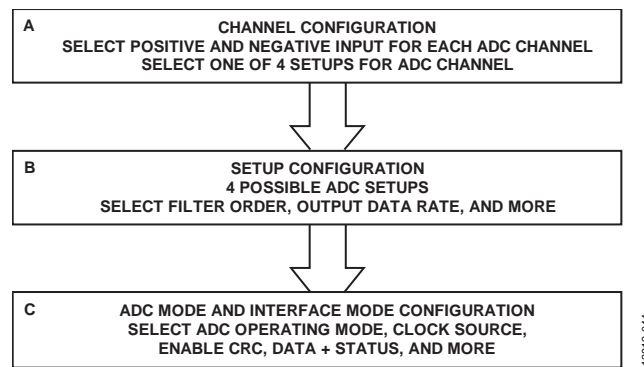 A
CHANNEL CONFIGURATION
SELECT POSITIVE AND NEGATIVE INPUT FOR EACH ADC CHANNEL
SELECT ONE OF 4 SETUPS FOR ADC CHANNEL
B
SETUP CONFIGURATION
4 POSSIBLE ADC SETUPS
SELECT FILTER ORDER, OUTPUT DATA RATE, AND MORE
C
ADC MODE AND INTERFACE MODE CONFIGURATION
SELECT ADC OPERATING MODE, CLOCK SOURCE,
ENABLE CRC, DATA + STATUS, AND MORE